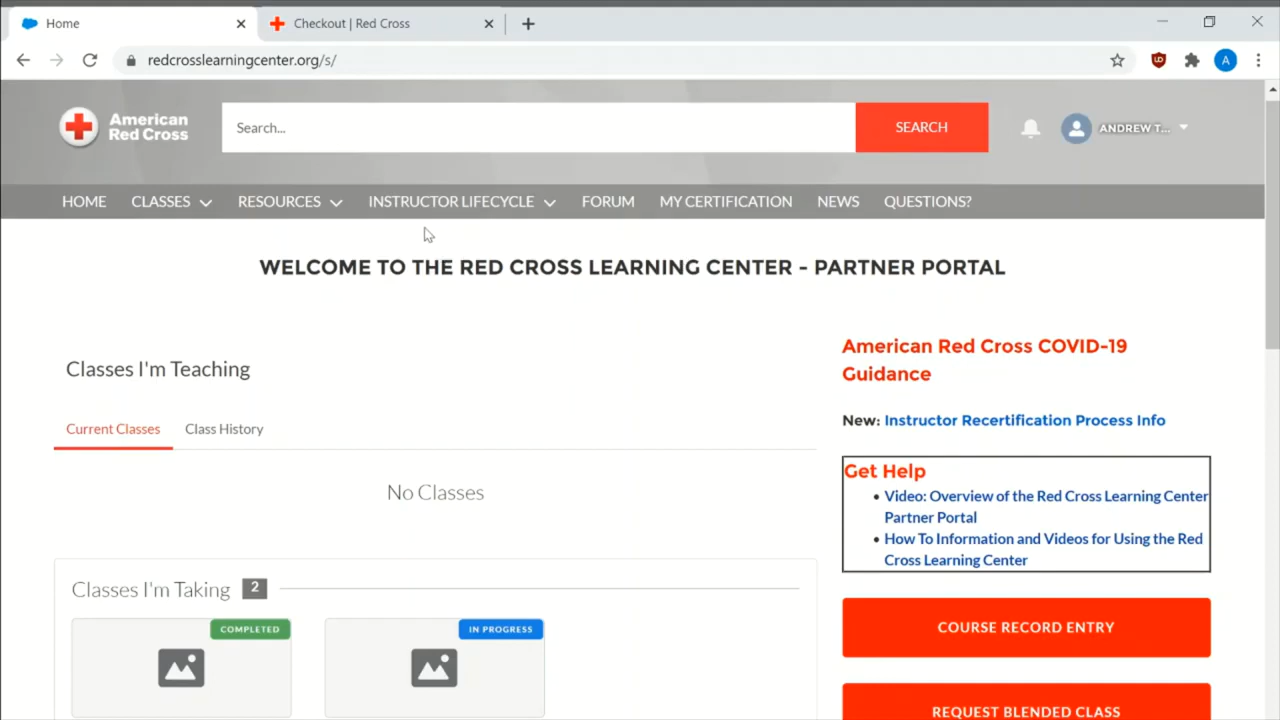 Home
Checkout | Red Cross
redcrosslearningcenter.org/s/
UD
A
American
Red Cross
Search...
SEARCH
ANDREW T...
HOME
CLASSES
RESOURCES
INSTRUCTOR LIFECYCLE
FORUM
MY CERTIFICATION
NEWS
QUESTIONS?
WELCOME TO THE RED CROSS LEARNING CENTER - PARTNER PORTAL
Classes I'm Teaching
Current Classes
Class History
No Classes
Classes I'm Taking 2
COMPLETED
IN PROGRESS
American Red Cross COVID-19
Guidance
New: Instructor Recertification Process Info
Get Help
• Video: Overview of the Red Cross Learning Center
Partner Portal
• How To Information and Videos for Using the Red
Cross Learning Center
COURSE RECORD ENTRY
REQUEST BLENDED CLASS